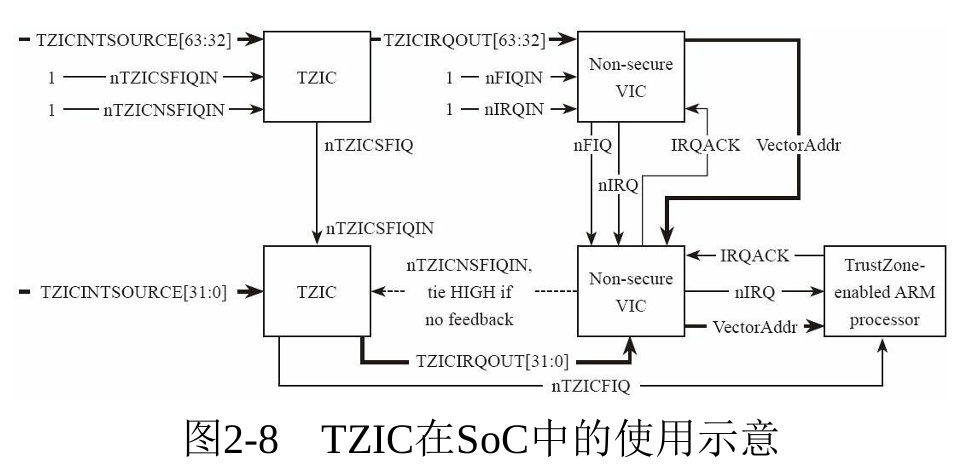 TZICINTSOURCE[63:32]
TZIC
TZICIRQOUT[63:32]
Non-secure
VIC
1
nTZICSFIQIN
1
nTZICNSFIQIN
1
nFIQIN
1
nIRQIN
nTZICSFIQ
nFIQ
IRQACK
VectorAddr
nIRQ
nTZICSFIQIN
TZICINTSOURCE[31:0]
TZIC
nTZICNSFIQIN,
tie HIGH if
no feedback
Non-secure
VIC
IRQACK
nIRQ
VectorAddr
TrustZone-
enabled ARM
processor
TZICIRQOUT[31:0]
nTZICFIQ
图2-8 TZIC在SoC中的使用示意